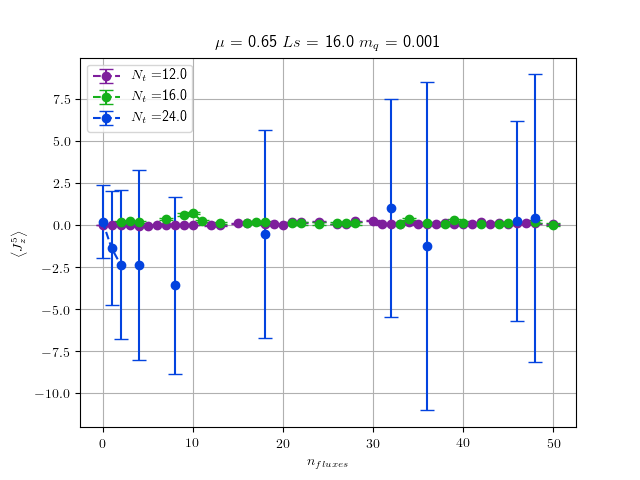 μ = 0.65 Ls = 16.0 m_q = 0.001
N_t =12.0
N_t =16.0
N_t =24.0
7.5
5.0
2.5
0.0
−2.5
−5.0
−7.5
−10.0
⟨J_z^5⟩
0 10 20 30 40 50
n_{fluxes}